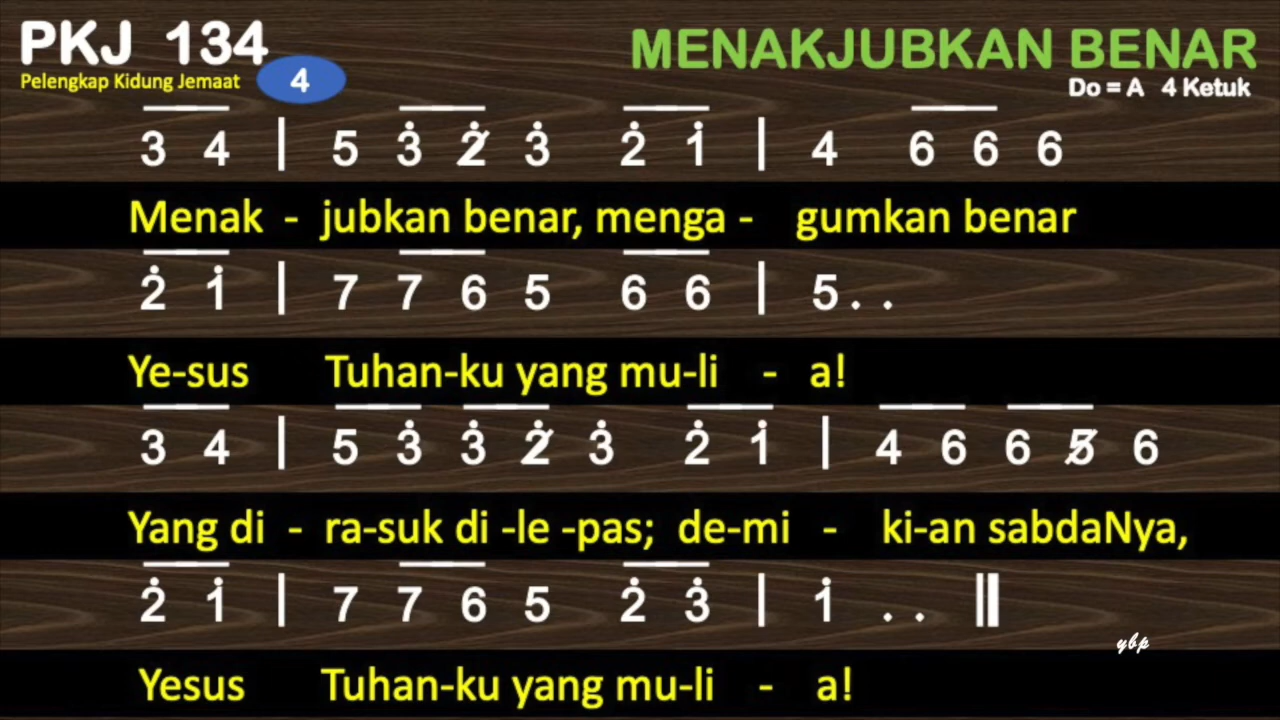 PKJ 134
MENAKJUBKAN BENAR
Pelengkap Kidung Jemaat
4
Do = A 4 Ketuk
3 4 | 5 3̇ 2̸̇ 3̇ 2̇ 1̇ | 4 6 6 6
Menak - jubkan benar, menga - gumkan benar
2̇ 1̇ | 7 7 6 5 6 6 | 5 . .
Ye-sus Tuhan-ku yang mu-li - a!
3 4 | 5 3̇ 3̇ 2̸̇ 3̇ 2̇ 1̇ | 4 6 6 5̸ 6
Yang di - ra-suk di -le -pas; de-mi - ki-an sabdaNya,
2̇ 1̇ | 7 7 6 5 2̇ 3̇ | 1̇ . . ||
ybp
Yesus Tuhan-ku yang mu-li - a!